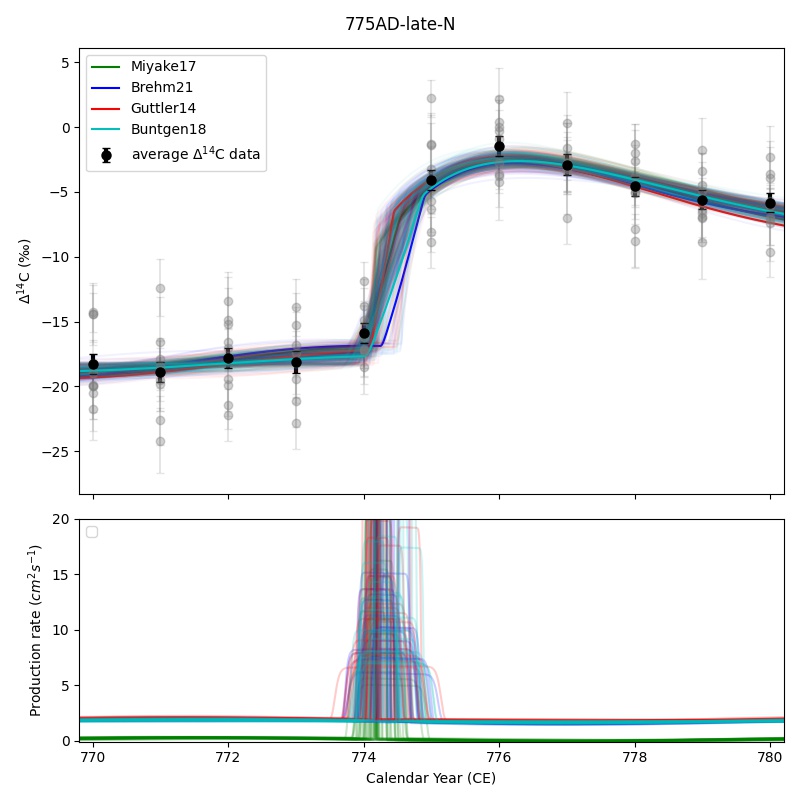 775AD-late-N
Δ¹⁴C (‰)
5
0
−5
−10
−15
−20
−25
Miyake17
Brehm21
Guttler14
Buntgen18
average Δ¹⁴C data
Production rate (cm²s⁻¹)
20
15
10
5
0
770 772 774 776 778 780
Calendar Year (CE)